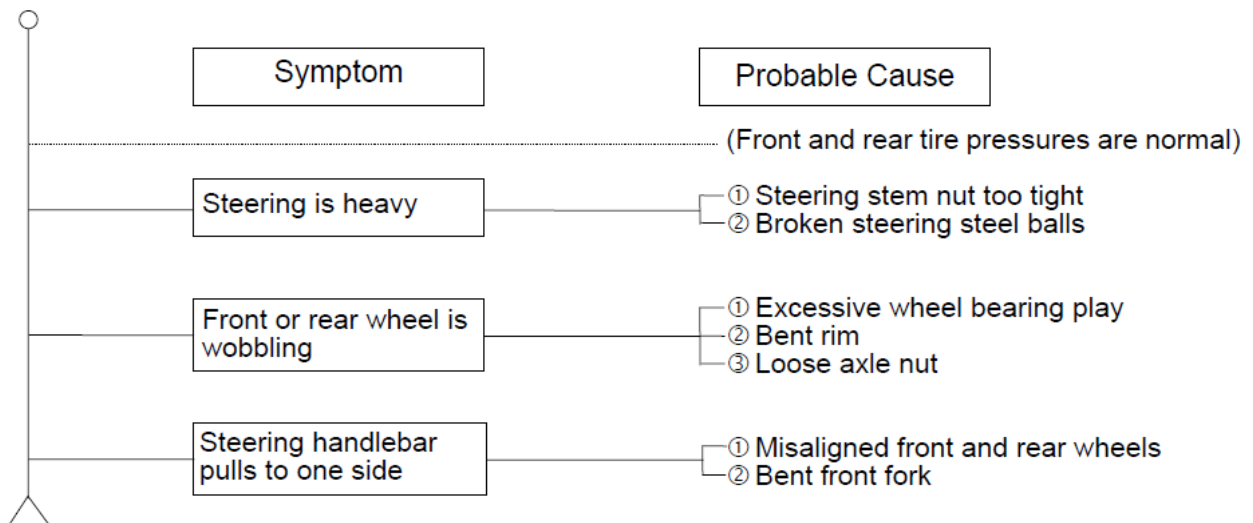 Symptom
Probable Cause
(Front and rear tire pressures are normal)
Steering is heavy
① Steering stem nut too tight
② Broken steering steel balls
Front or rear wheel is
wobbling
① Excessive wheel bearing play
② Bent rim
③ Loose axle nut
Steering handlebar
pulls to one side
① Misaligned front and rear wheels
② Bent front fork